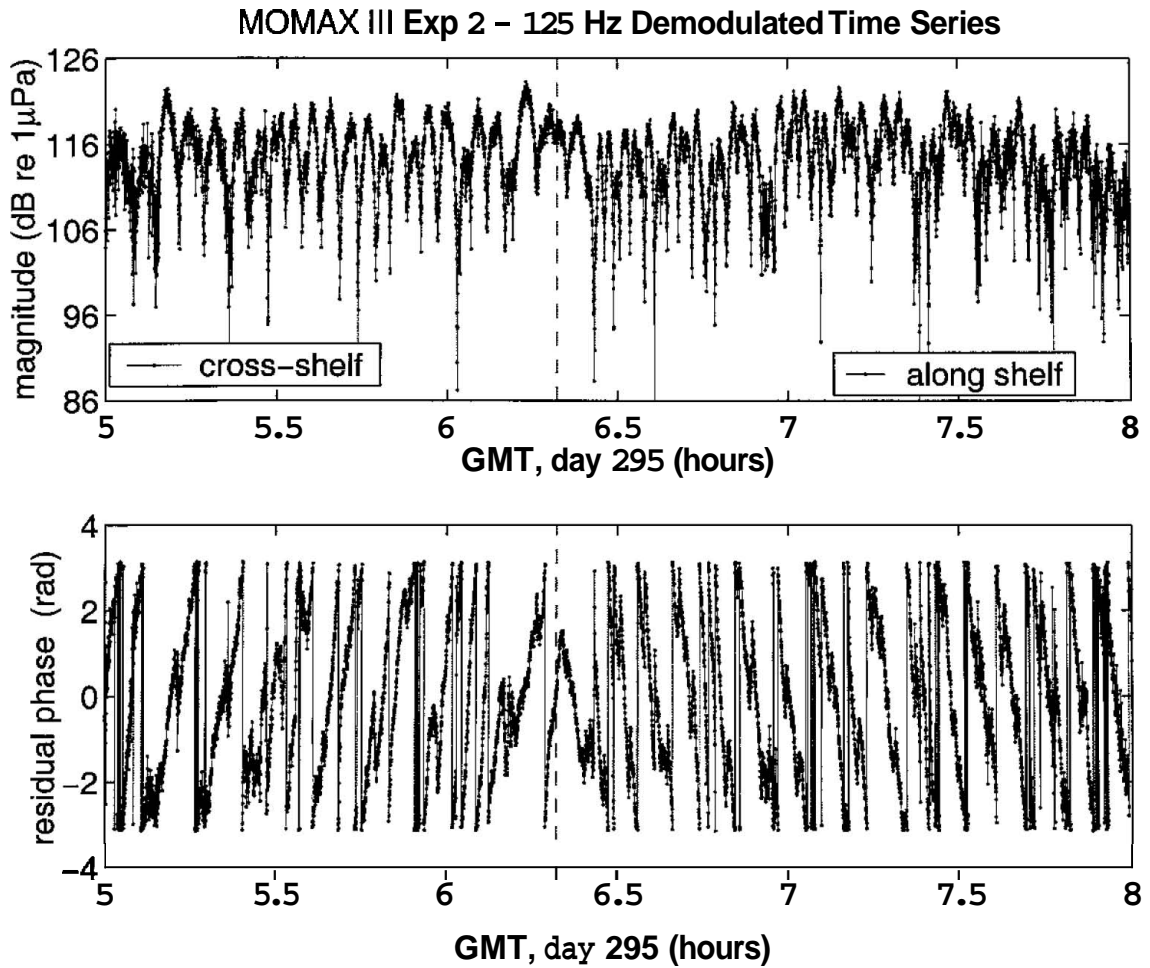 MOMAX III Exp 2 – 125 Hz Demodulated Time Series
magnitude (dB re 1µPa)
126
116
106
96
86
cross–shelf
along shelf
5 5.5 6 6.5 7 7.5 8
GMT, day 295 (hours)
residual phase (rad)
4
2
0
−2
−4
5 5.5 6 6.5 7 7.5 8
GMT, day 295 (hours)